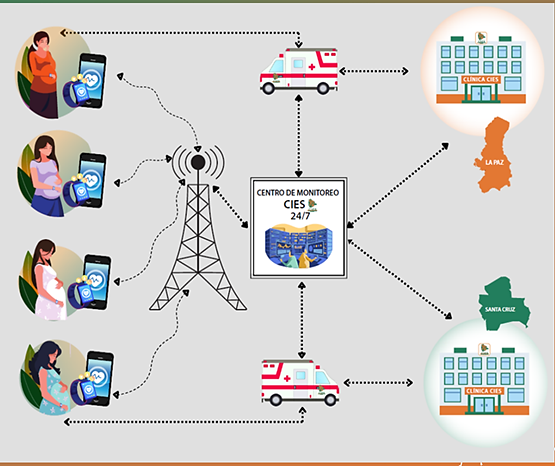 CLÍNICA CIES
LA PAZ
CENTRO DE MONITOREO
CIES
24/7
SANTA CRUZ
CLÍNICA CIES